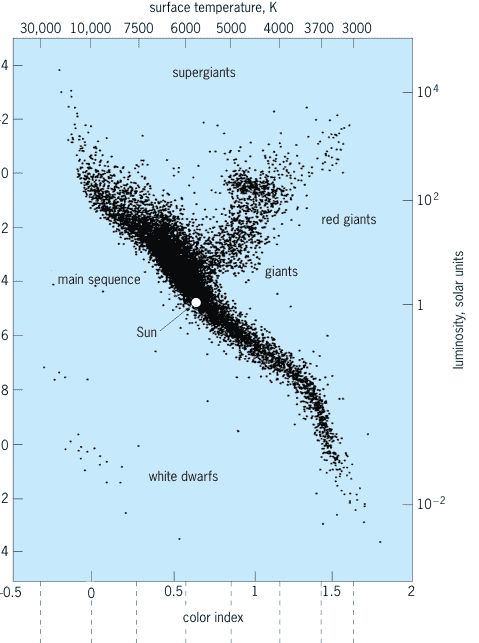 surface temperature, K
30,000 10,000 7500 6000 5000 4000 3700 3000
supergiants
4
10⁴
2
0
10²
red giants
2
giants
4
main sequence
1
luminosity, solar units
Sun
6
8
0
white dwarfs
2
10⁻²
4
-0.5 0 0.5 1 1.5 2
color index